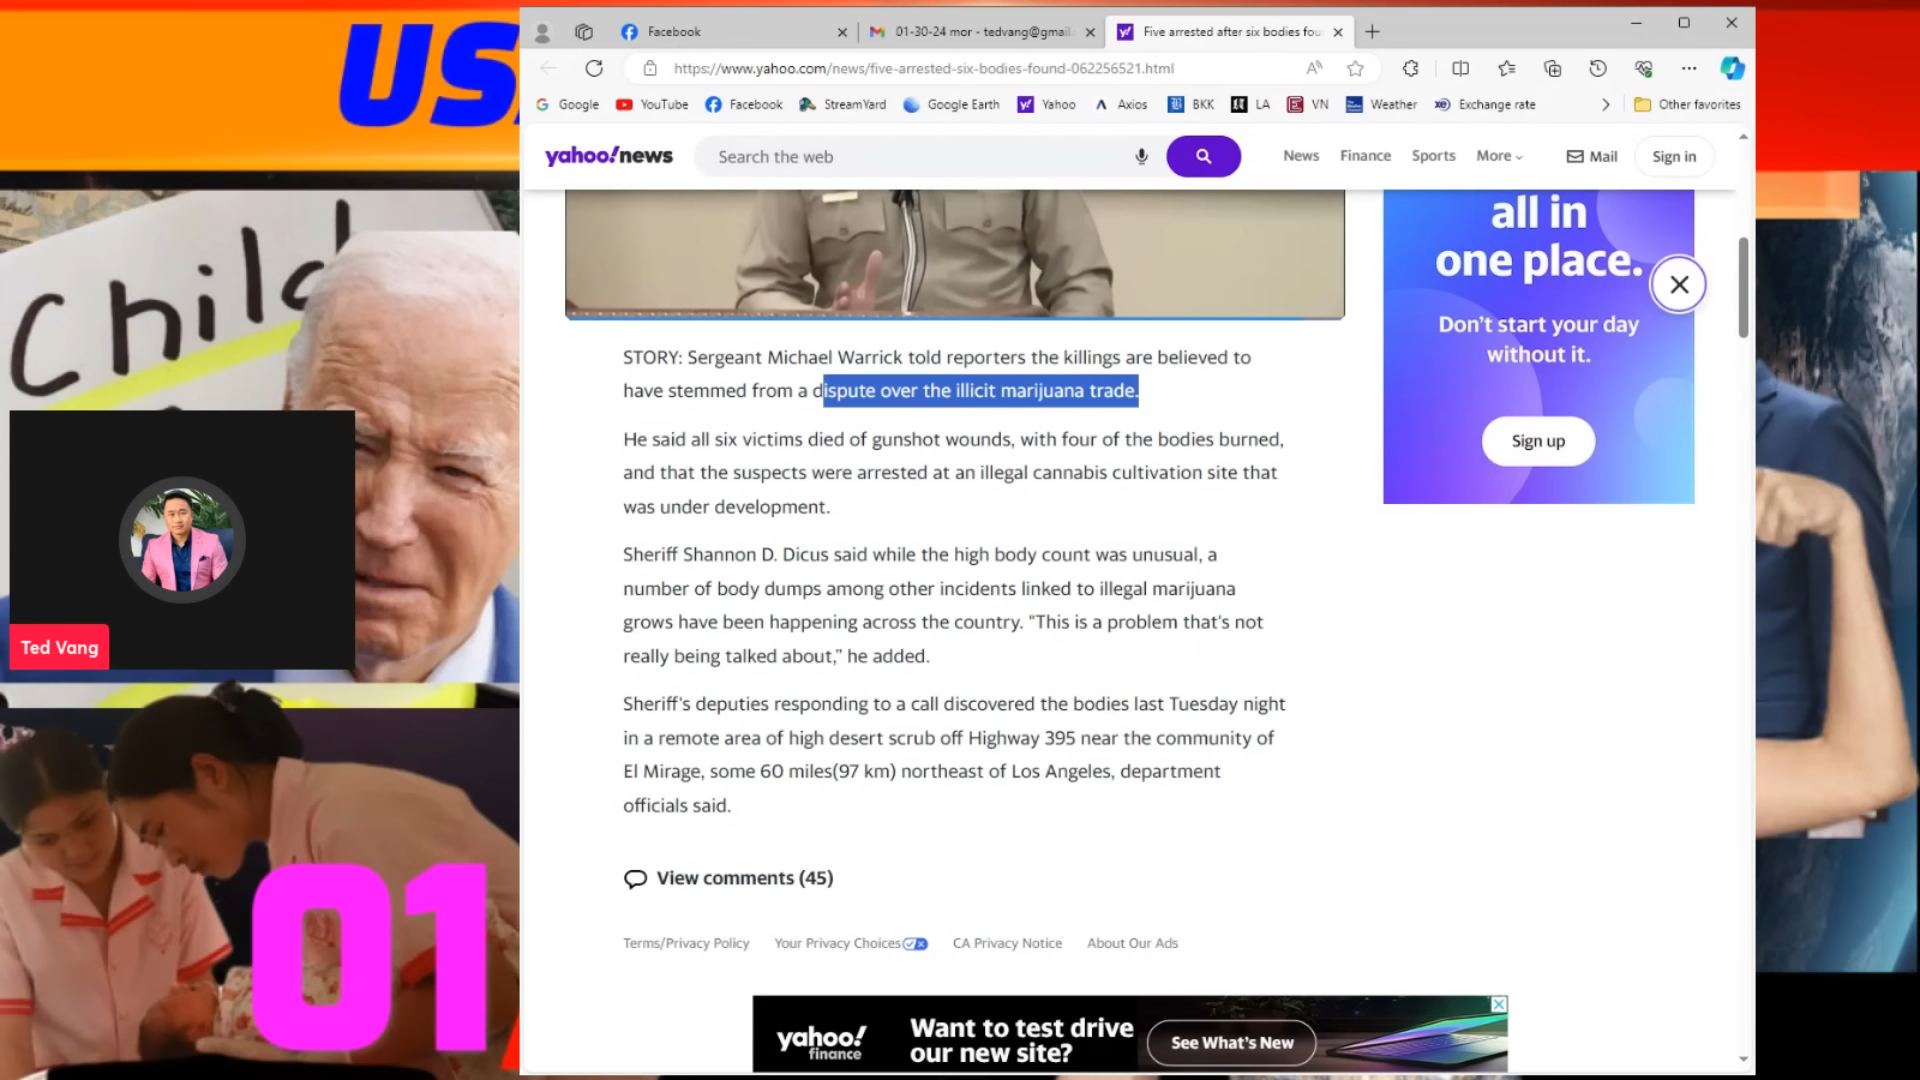 US
Facebook
01-30-24 mor - tedvang@gmail.
Five arrested after six bodies fou
https://www.yahoo.com/news/five-arrested-six-bodies-found-062256521.html
Google
YouTube
Facebook
StreamYard
Google Earth
Yahoo
Axios
BKK
LA
VN
Weather
Exchange rate
Other favorites
yahoo!news
Search the web
News
Finance
Sports
More
Mail
Sign in
all in
one place.
Don't start your day
without it.
Sign up
STORY: Sergeant Michael Warrick told reporters the killings are believed to
have stemmed from a dispute over the illicit marijuana trade.
He said all six victims died of gunshot wounds, with four of the bodies burned,
and that the suspects were arrested at an illegal cannabis cultivation site that
was under development.
Sheriff Shannon D. Dicus said while the high body count was unusual, a
number of body dumps among other incidents linked to illegal marijuana
grows have been happening across the country. "This is a problem that's not
really being talked about," he added.
Sheriff's deputies responding to a call discovered the bodies last Tuesday night
in a remote area of high desert scrub off Highway 395 near the community of
El Mirage, some 60 miles(97 km) northeast of Los Angeles, department
officials said.
View comments (45)
Terms/Privacy Policy
Your Privacy Choices
CA Privacy Notice
About Our Ads
yahoo!
finance
Want to test drive
our new site?
See What's New
Child
Ted Vang
01